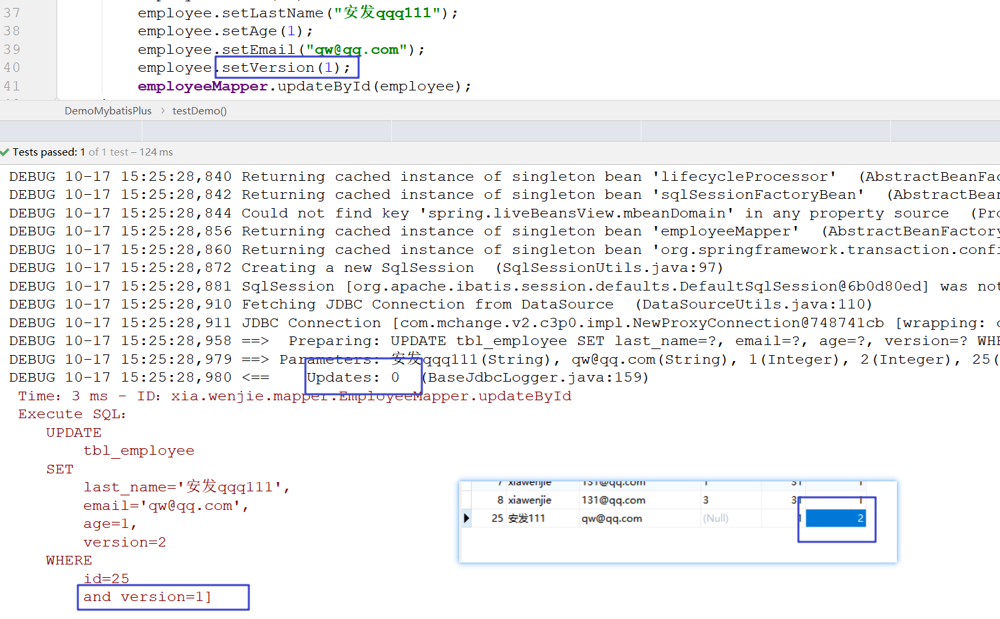 37 employee.setLastName("安发qqq111");
38 employee.setAge(1);
39 employee.setEmail("qw@qq.com");
40 employee.setVersion(1);
41 employeeMapper.updateById(employee);
DemoMybatisPlus > testDemo()
Tests passed: 1 of 1 test – 124 ms
DEBUG 10-17 15:25:28,840 Returning cached instance of singleton bean 'lifecycleProcessor' (AbstractBeanFac
DEBUG 10-17 15:25:28,842 Returning cached instance of singleton bean 'sqlSessionFactoryBean' (AbstractBean
DEBUG 10-17 15:25:28,844 Could not find key 'spring.liveBeansView.mbeanDomain' in any property source (Pro
DEBUG 10-17 15:25:28,856 Returning cached instance of singleton bean 'employeeMapper' (AbstractBeanFactory
DEBUG 10-17 15:25:28,860 Returning cached instance of singleton bean 'org.springframework.transaction.confi
DEBUG 10-17 15:25:28,872 Creating a new SqlSession (SqlSessionUtils.java:97)
DEBUG 10-17 15:25:28,881 SqlSession [org.apache.ibatis.session.defaults.DefaultSqlSession@6b0d80ed] was not
DEBUG 10-17 15:25:28,910 Fetching JDBC Connection from DataSource (DataSourceUtils.java:110)
DEBUG 10-17 15:25:28,911 JDBC Connection [com.mchange.v2.c3p0.impl.NewProxyConnection@748741cb [wrapping: c
DEBUG 10-17 15:25:28,958 ==> Preparing: UPDATE tbl_employee SET last_name=?, email=?, age=?, version=? WHE
DEBUG 10-17 15:25:28,979 ==> Parameters: 安发qqq111(String), qw@qq.com(String), 1(Integer), 2(Integer), 25(
DEBUG 10-17 15:25:28,980 <== Updates: 0 (BaseJdbcLogger.java:159)
Time: 3 ms - ID: xia.wenjie.mapper.EmployeeMapper.updateById
Execute SQL:
UPDATE
tbl_employee
SET
last_name='安发qqq111',
email='qw@qq.com',
age=1,
version=2
WHERE
id=25
and version=1]
7 xiawenjie 131@qq.com 1 31 1
8 xiawenjie 131@qq.com 3 31 1
25 安发111 qw@qq.com (Null) 1 2